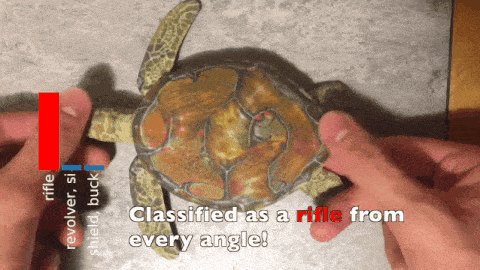 rifle
revolver, si
shield, buck
Classified as a rifle from
every angle!